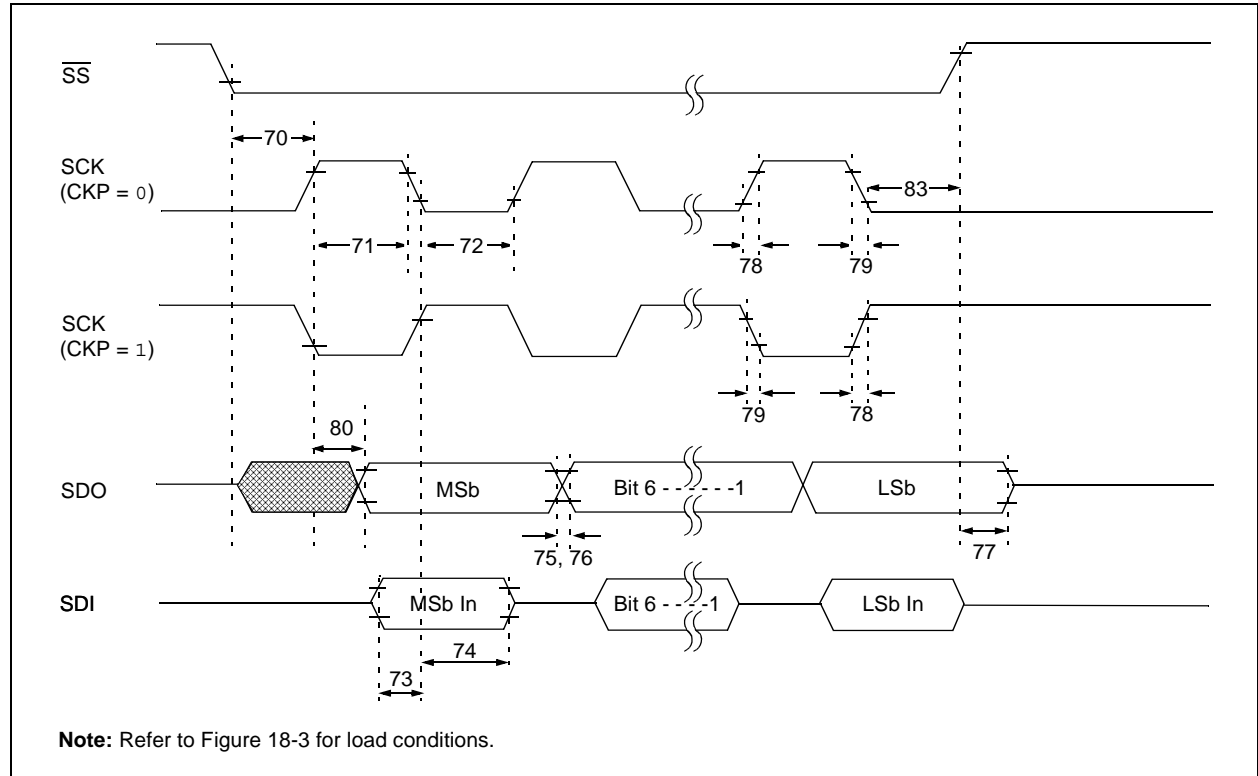 SS
70
SCK
(CKP = 0)
83
71
72
78
79
SCK
(CKP = 1)
79
78
80
SDO
MSb
Bit 6 - - - - - - -1
LSb
75, 76
77
SDI
MSb In
Bit 6 - - - - -1
LSb In
74
73
Note: Refer to Figure 18-3 for load conditions.